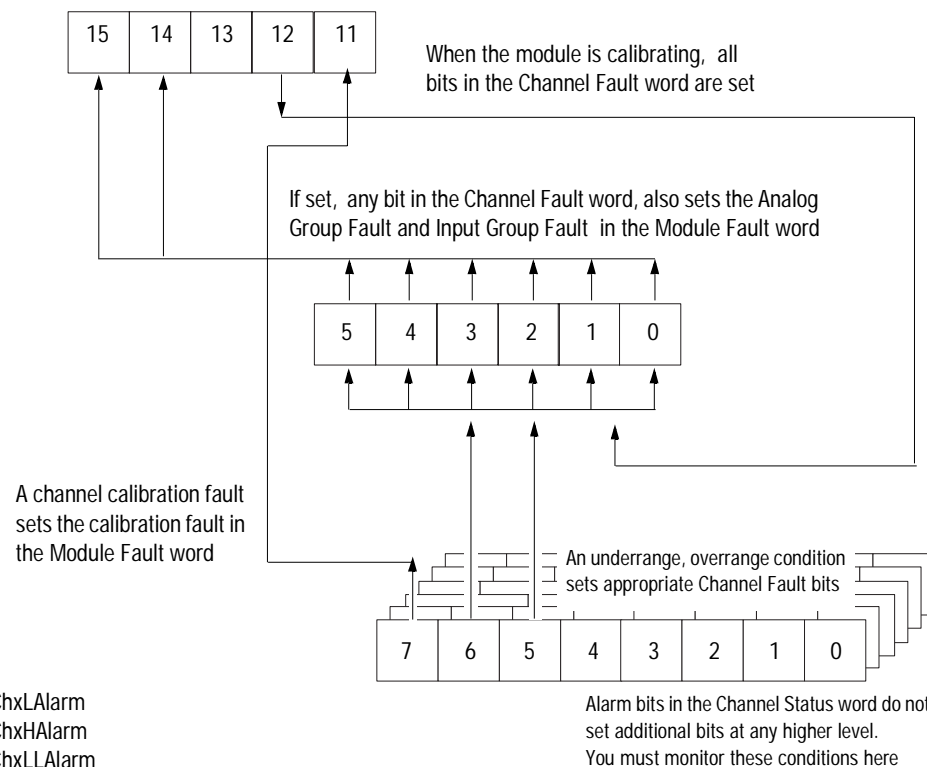 15 14 13 12 11
When the module is calibrating, all
bits in the Channel Fault word are set
If set, any bit in the Channel Fault word, also sets the Analog
Group Fault and Input Group Fault in the Module Fault word
5 4 3 2 1 0
A channel calibration fault
sets the calibration fault in
the Module Fault word
An underrange, overrange condition
sets appropriate Channel Fault bits
7 6 5 4 3 2 1 0
hxLAlarm
hxHAlarm
hxLLAlarm
Alarm bits in the Channel Status word do not
set additional bits at any higher level.
You must monitor these conditions here